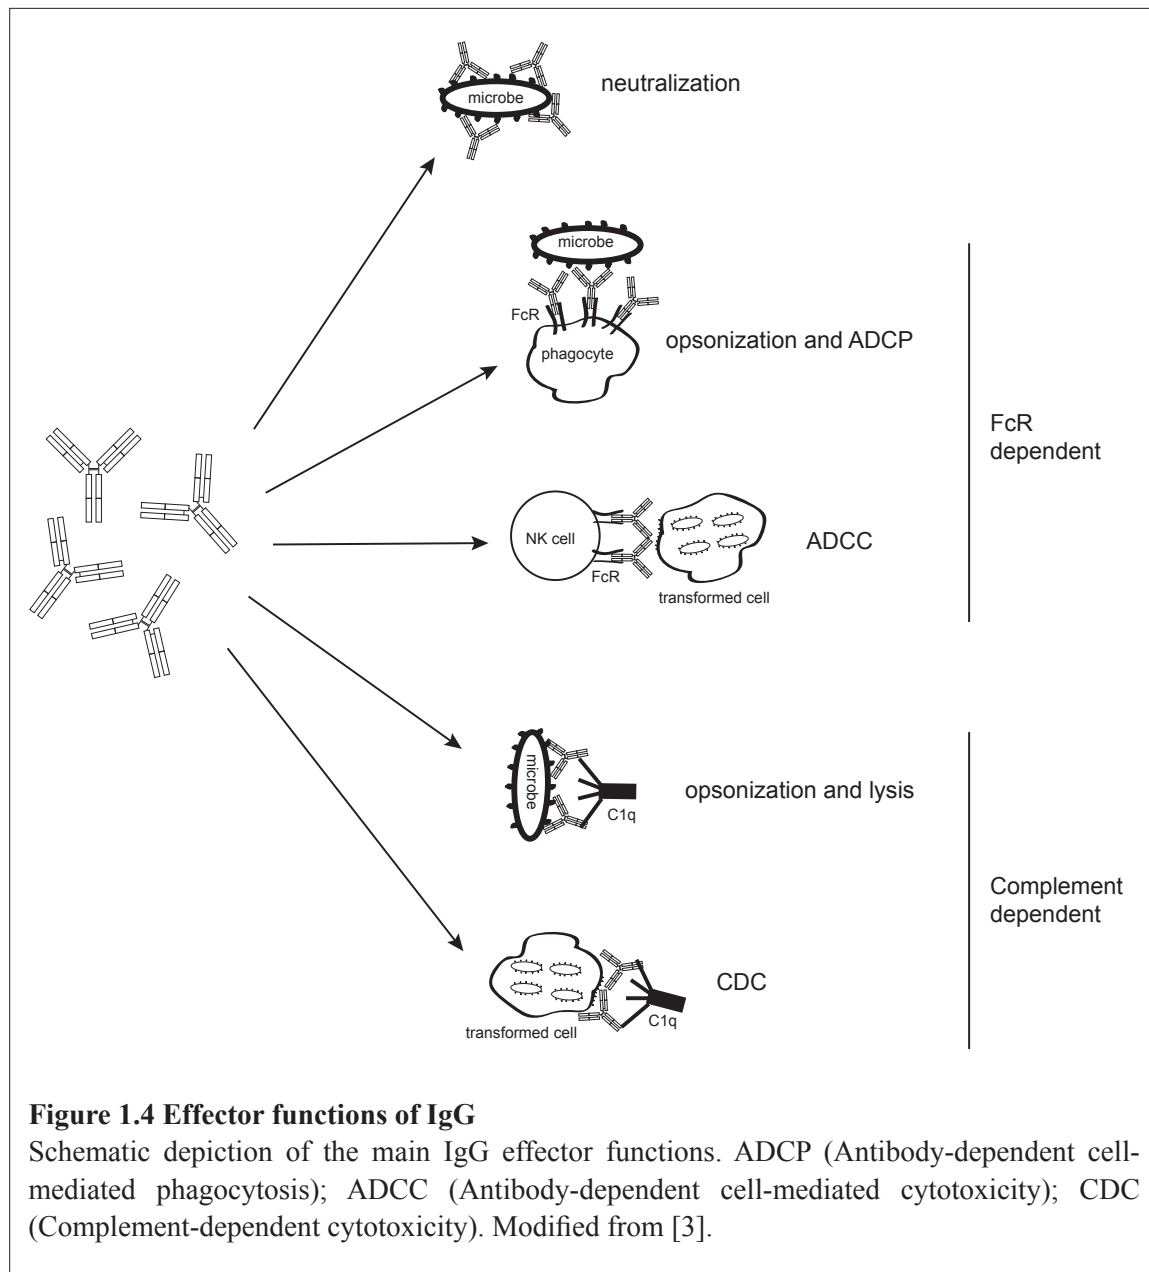 microbe
neutralization
microbe
FcR
phagocyte
opsonization and ADCP
FcR
dependent
NK cell
FcR
transformed cell
ADCC
microbe
C1q
opsonization and lysis
Complement
dependent
transformed cell
C1q
CDC
Figure 1.4 Effector functions of IgG
Schematic depiction of the main IgG effector functions. ADCP (Antibody-dependent cell-
mediated phagocytosis); ADCC (Antibody-dependent cell-mediated cytotoxicity); CDC
(Complement-dependent cytotoxicity). Modified from [3].